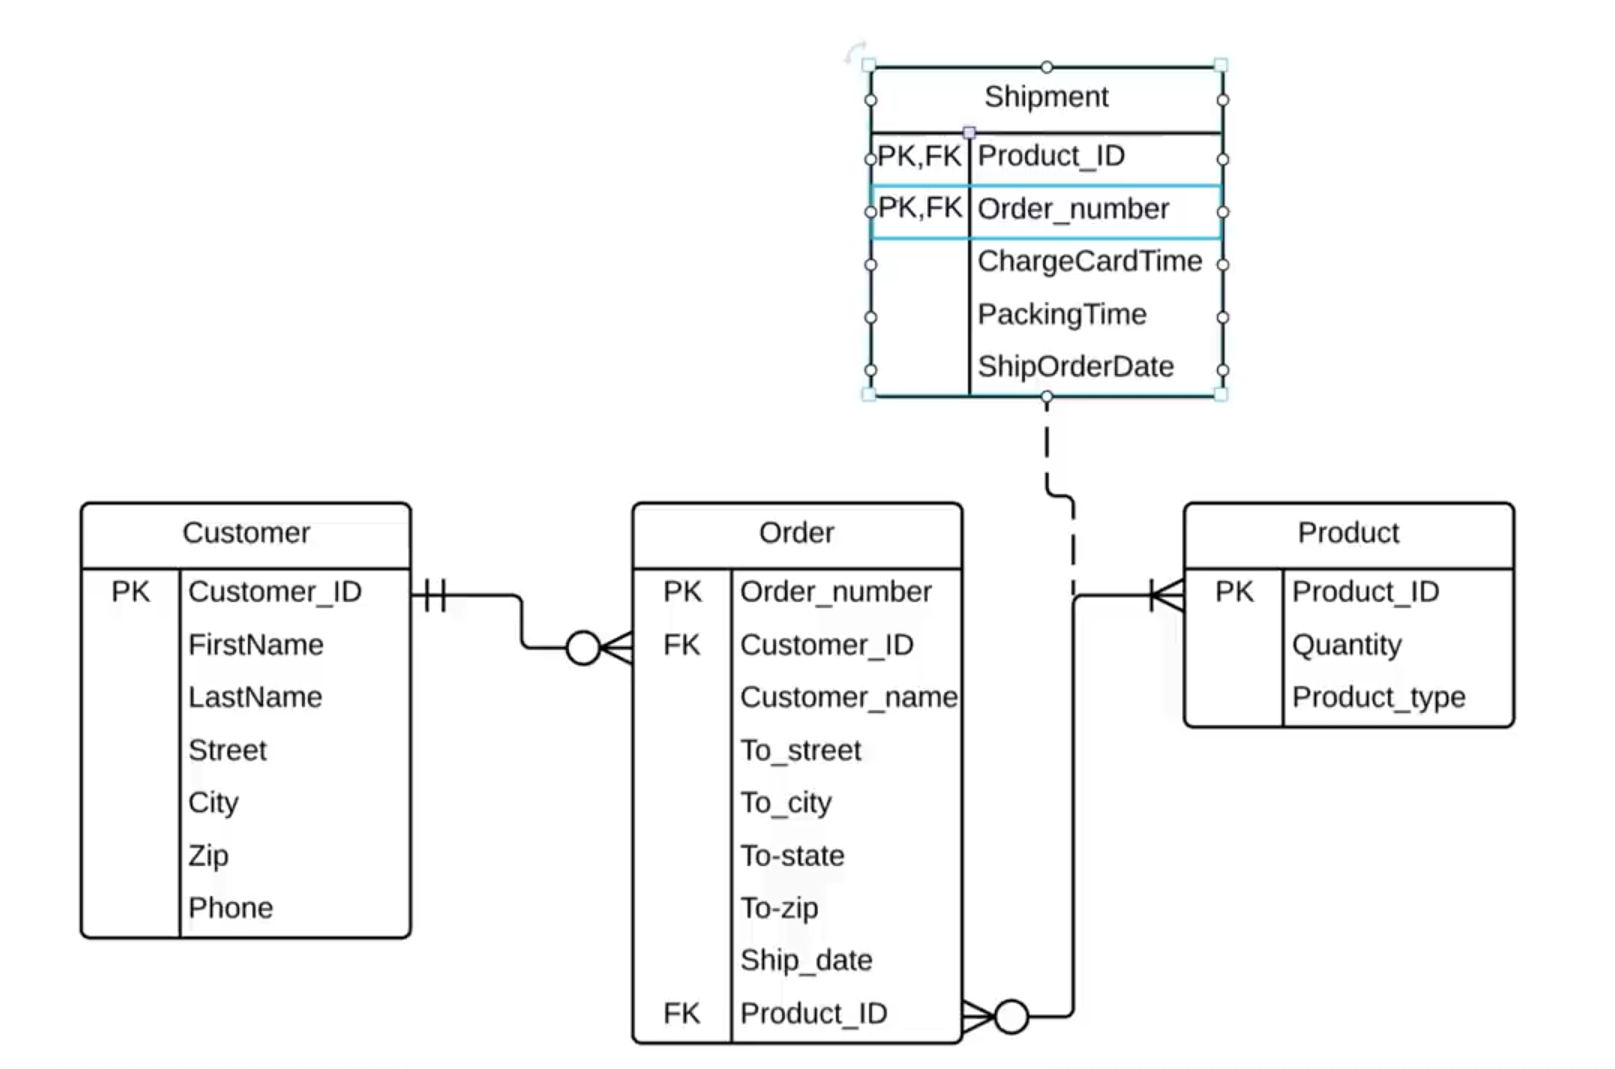 Shipment
PK,FK Product_ID
PK,FK Order_number
ChargeCardTime
PackingTime
ShipOrderDate
Customer
PK Customer_ID
FirstName
LastName
Street
City
Zip
Phone
Order
PK Order_number
FK Customer_ID
Customer_name
To_street
To_city
To-state
To-zip
Ship_date
FK Product_ID
Product
PK Product_ID
Quantity
Product_type